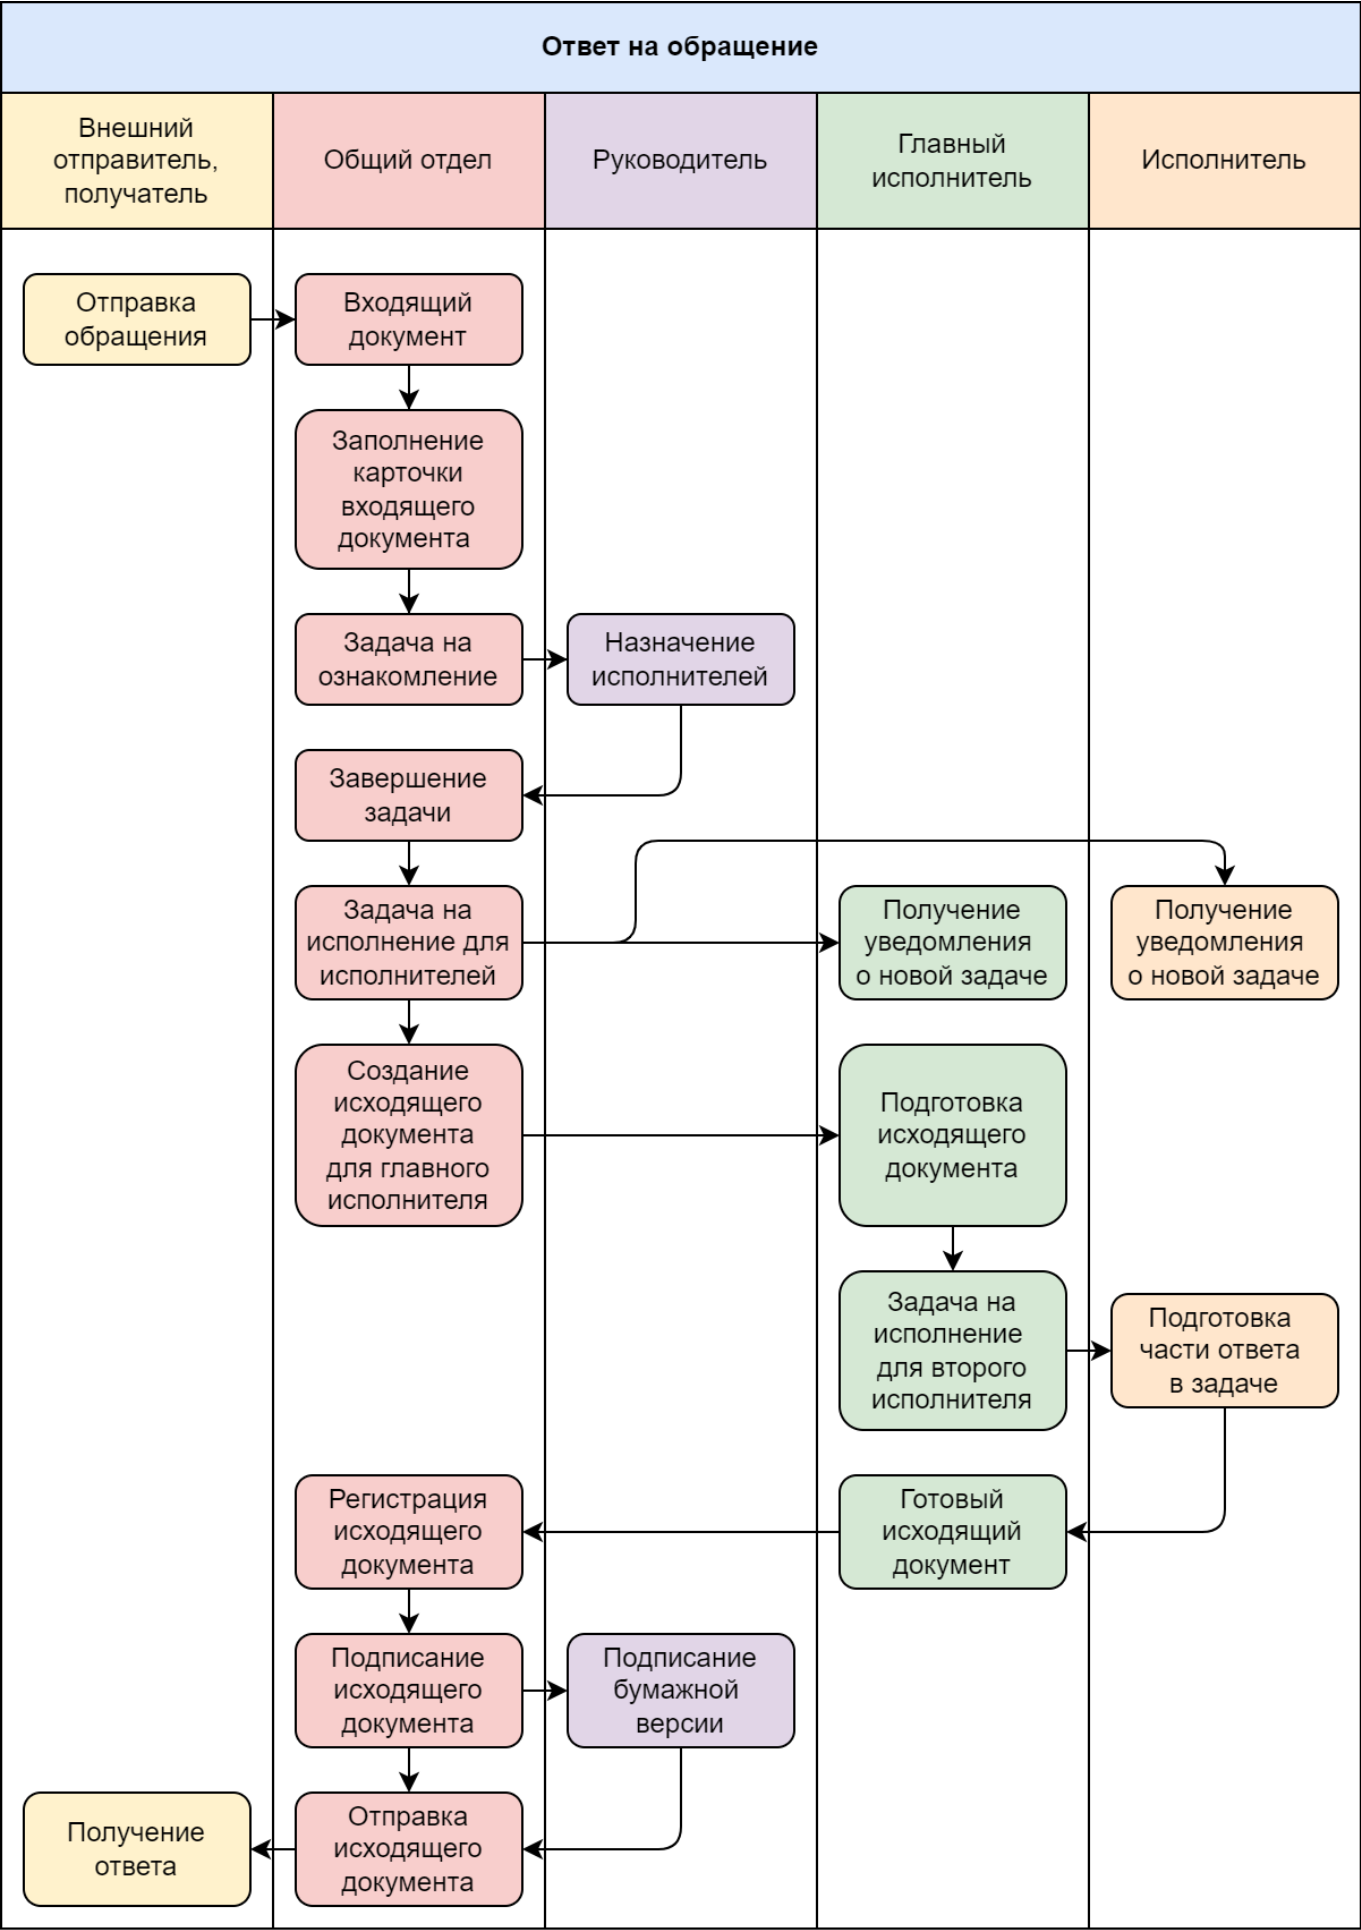 Ответ на обращение
Внешний
отправитель,
получатель
Общий отдел
Руководитель
Главный
исполнитель
Исполнитель
Отправка
обращения
Входящий
документ
Заполнение
карточки
входящего
документа
Задача на
ознакомление
Назначение
исполнителей
Завершение
задачи
Задача на
исполнение для
исполнителей
Получение
уведомления
о новой задаче
Получение
уведомления
о новой задаче
Создание
исходящего
документа
для главного
исполнителя
Подготовка
исходящего
документа
Задача на
исполнение
для второго
исполнителя
Подготовка
части ответа
в задаче
Регистрация
исходящего
документа
Готовый
исходящий
документ
Подписание
исходящего
документа
Подписание
бумажной
версии
Получение
ответа
Отправка
исходящего
документа